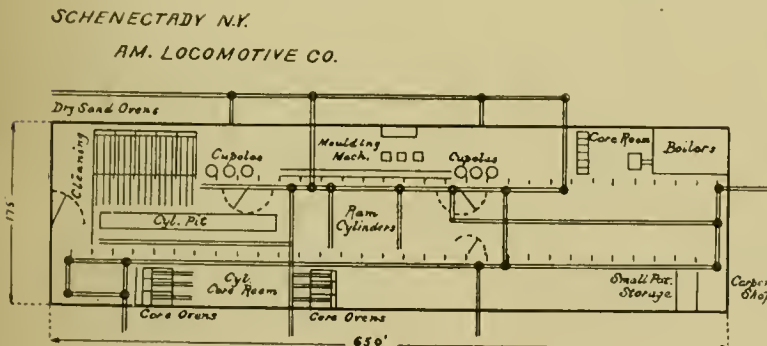 SCHENECTADY N.Y.
AM. LOCOMOTIVE CO.
Dry Sand Ovens
Cleaning
Cupolas
Moulding
Mach.
Cupolas
Core Room
Boilers
175'
Cyl. Pit
Ram
Cylinders
Cyl.
Core Room
Small Pat.
Storage
Shop
Core Ovens
Core Ovens
650'